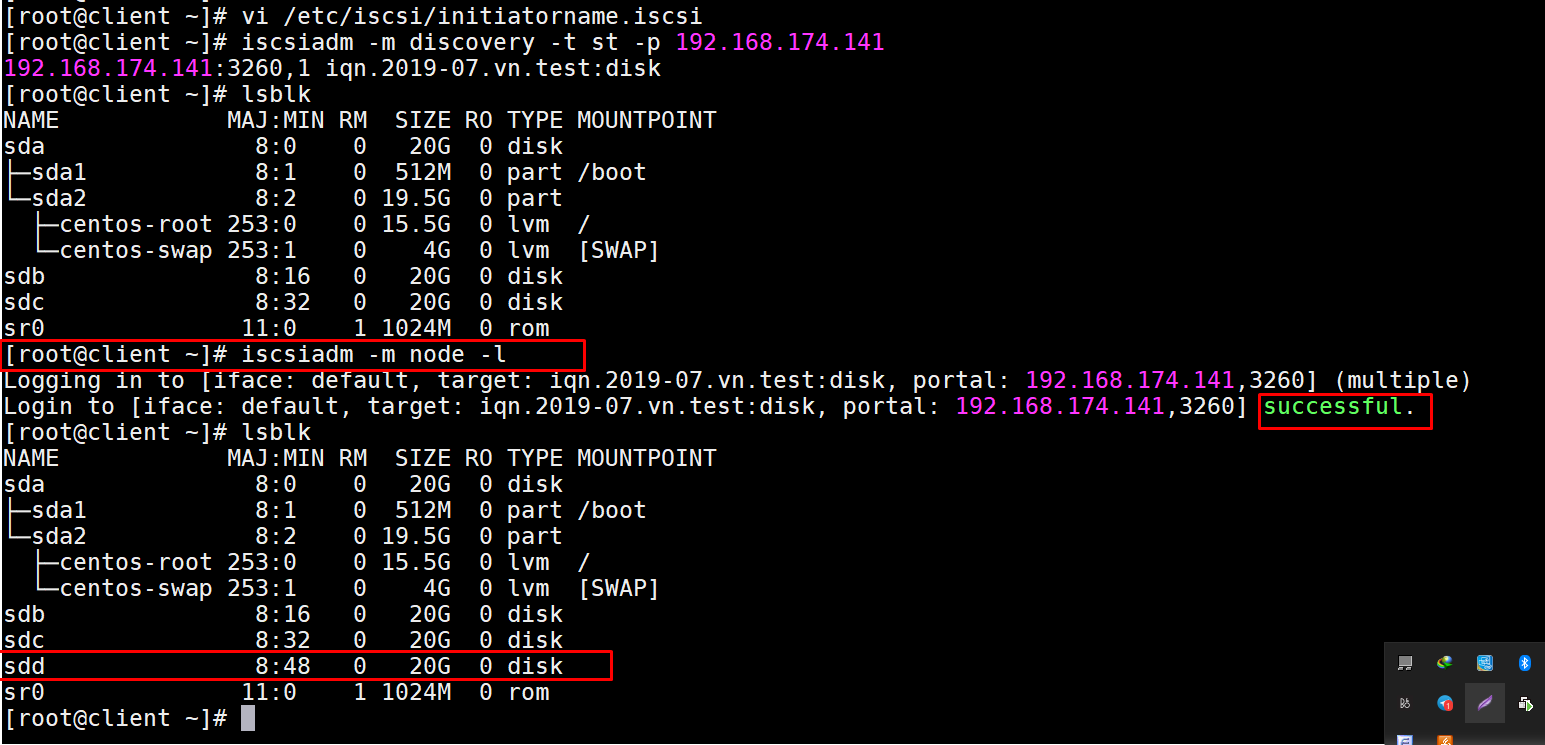 [root@client ~]# vi /etc/iscsi/initiatorname.iscsi
[root@client ~]# iscsiadm -m discovery -t st -p 192.168.174.141
192.168.174.141:3260,1 iqn.2019-07.vn.test:disk
[root@client ~]# lsblk
NAME            MAJ:MIN RM  SIZE RO TYPE MOUNTPOINT
sda               8:0    0   20G  0 disk
├─sda1            8:1    0  512M  0 part /boot
└─sda2            8:2    0 19.5G  0 part
  ├─centos-root 253:0    0 15.5G  0 lvm  /
  └─centos-swap 253:1    0    4G  0 lvm  [SWAP]
sdb               8:16   0   20G  0 disk
sdc               8:32   0   20G  0 disk
sr0              11:0    1 1024M  0 rom
[root@client ~]# iscsiadm -m node -l
Logging in to [iface: default, target: iqn.2019-07.vn.test:disk, portal: 192.168.174.141,3260] (multiple)
Login to [iface: default, target: iqn.2019-07.vn.test:disk, portal: 192.168.174.141,3260] successful.
[root@client ~]# lsblk
NAME            MAJ:MIN RM  SIZE RO TYPE MOUNTPOINT
sda               8:0    0   20G  0 disk
├─sda1            8:1    0  512M  0 part /boot
└─sda2            8:2    0 19.5G  0 part
  ├─centos-root 253:0    0 15.5G  0 lvm  /
  └─centos-swap 253:1    0    4G  0 lvm  [SWAP]
sdb               8:16   0   20G  0 disk
sdc               8:32   0   20G  0 disk
sdd               8:48   0   20G  0 disk
sr0              11:0    1 1024M  0 rom
[root@client ~]#